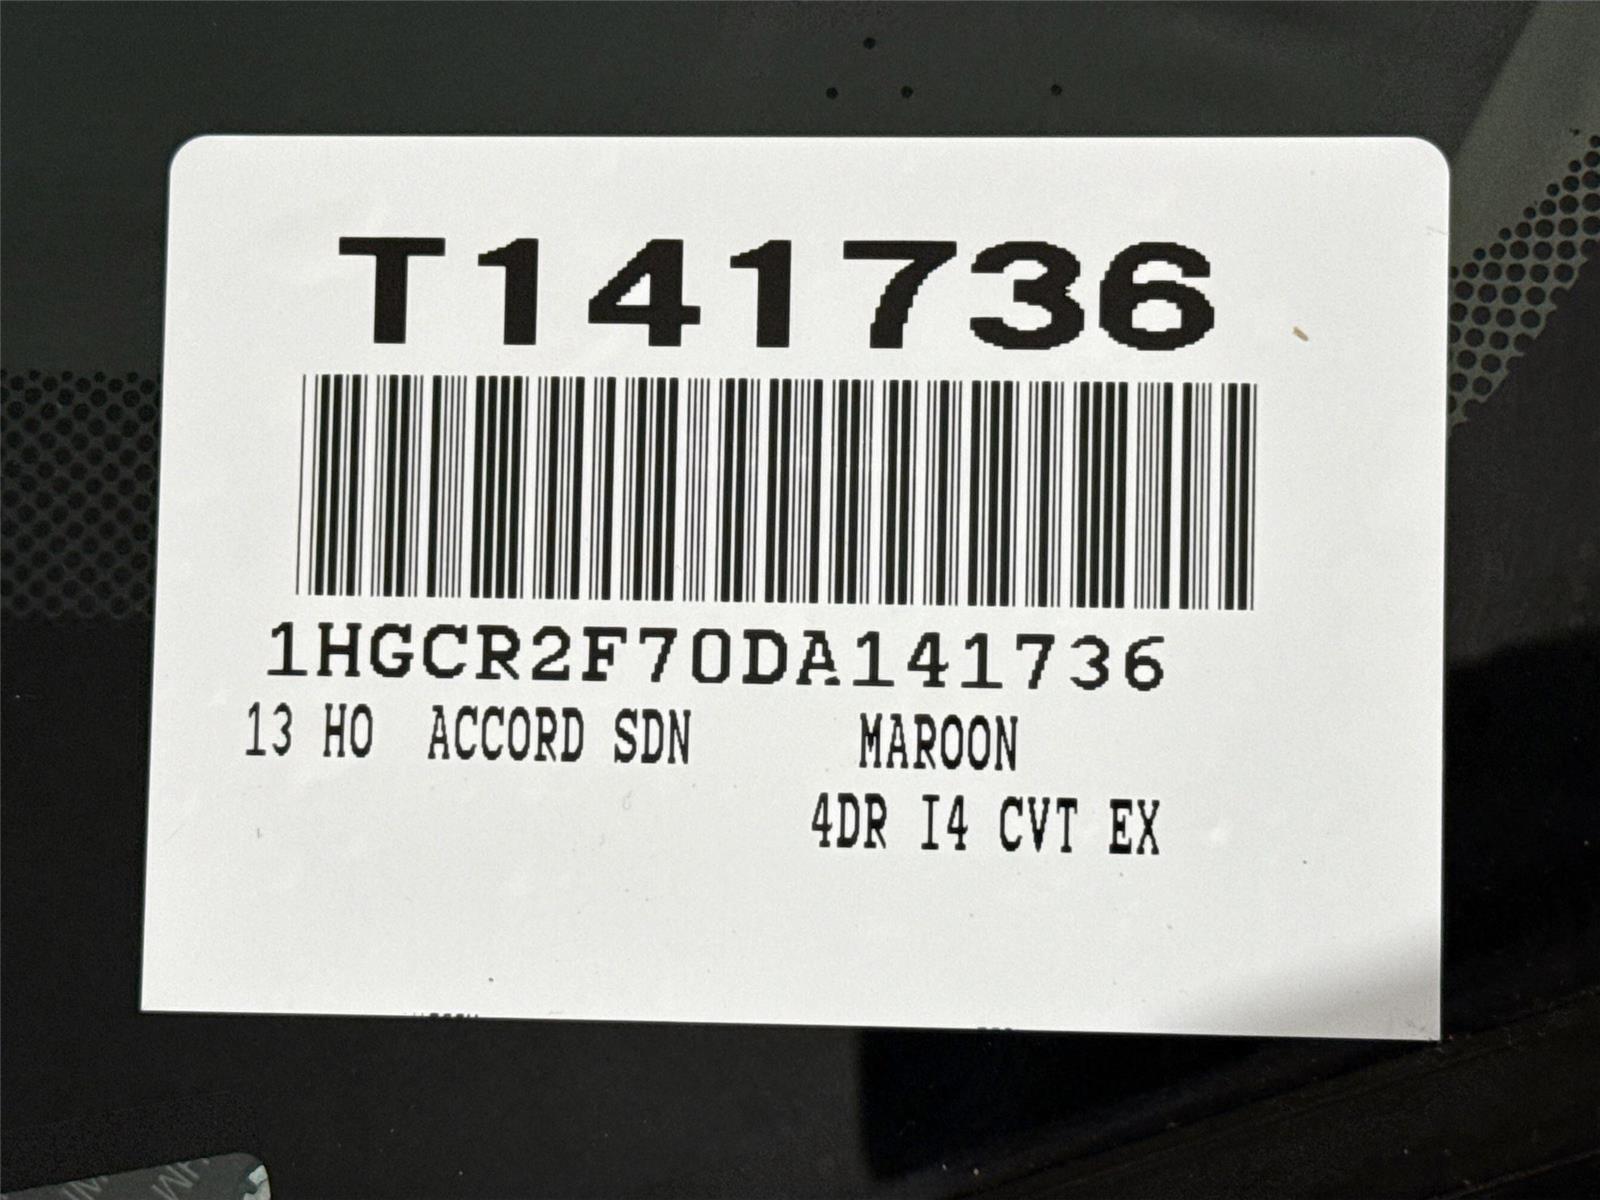 T141736
1HGCR2F70DA141736
13 HO ACCORD SDN MAROON
4DR I4 CVT EX